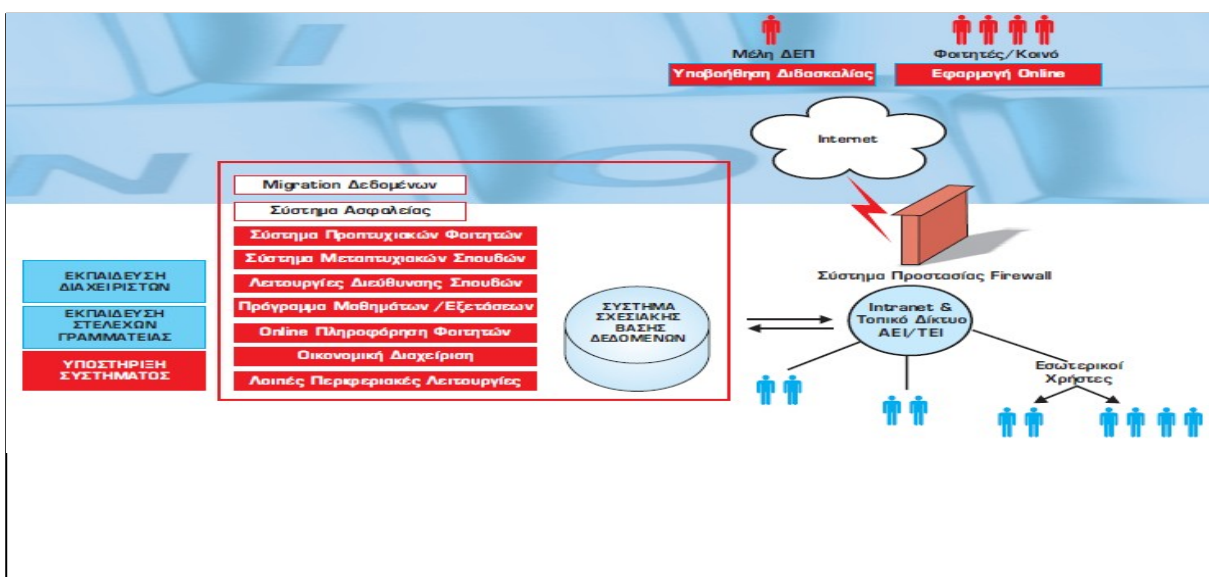 Μέλη ΔΕΠ
Υποβοήθηση Διδασκαλίας
Φοιτητές/Κοινό
Εφαρμογή Online
Internet
Migration Δεδομένων
Σύστημα Ασφαλείας
Σύστημα Προπτυχιακών Φοιτητών
Σύστημα Μεταπτυχιακών Σπουδών
Λειτουργίες Διεύθυνσης Σπουδών
Πρόγραμμα Μαθημάτων /Εξετάσεων
Online Πληροφόρηση Φοιτητών
Οικονομική Διαχείριση
Λοιπές Περιφεριακές Λειτουργίες
ΕΚΠΑΙΔΕΥΣΗ
ΔΙΑΧΕΙΡΙΣΤΩΝ
ΕΚΠΑΙΔΕΥΣΗ
ΣΤΕΛΕΧΩΝ
ΓΡΑΜΜΑΤΕΙΑΣ
ΥΠΟΣΤΗΡΙΞΗ
ΣΥΣΤΗΜΑΤΟΣ
ΣΥΣΤΗΜΑ
ΣΧΕΣΙΑΚΗΣ
ΒΑΣΗΣ
ΔΕΔΟΜΕΝΩΝ
Σύστημα Προστασίας Firewall
Intranet &
Τοπικό Δίκτυο
ΑΕΙ/ΤΕΙ
Εσωτερικοί
Χρήστες